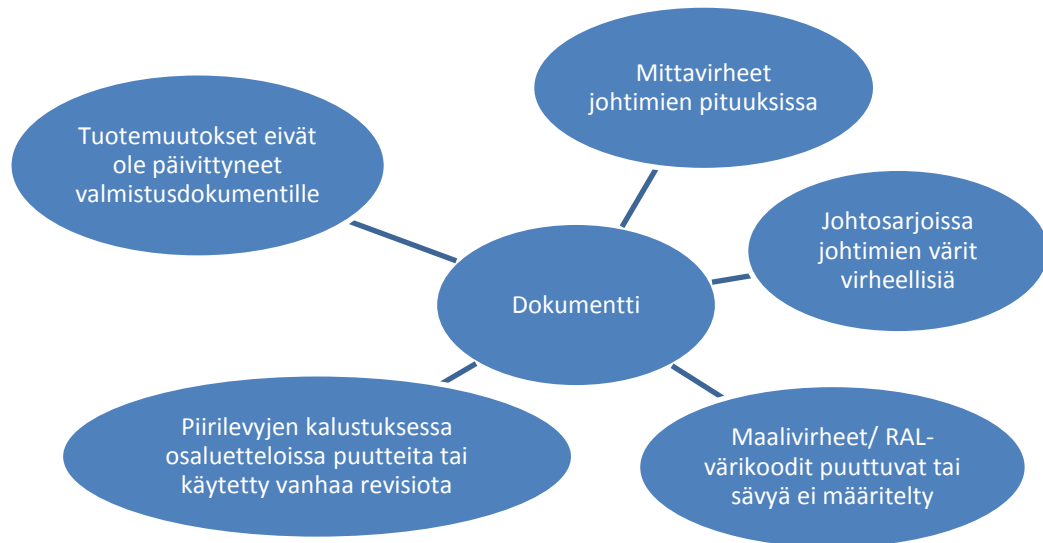 Mittavirheet
johtimien pituuksissa
Tuotemuutokset eivät
ole päivittyneet
valmistusdokumentille
Johtosarjoissa
johtimien värit
virheellisiä
Dokumentti
Piirilevyjen kalustuksessa
osaluetteloissa puutteita tai
käytetty vanhaa revisiota
Maalivirheet/ RAL-
värikoodit puuttuvat tai
sävyä ei määritelty